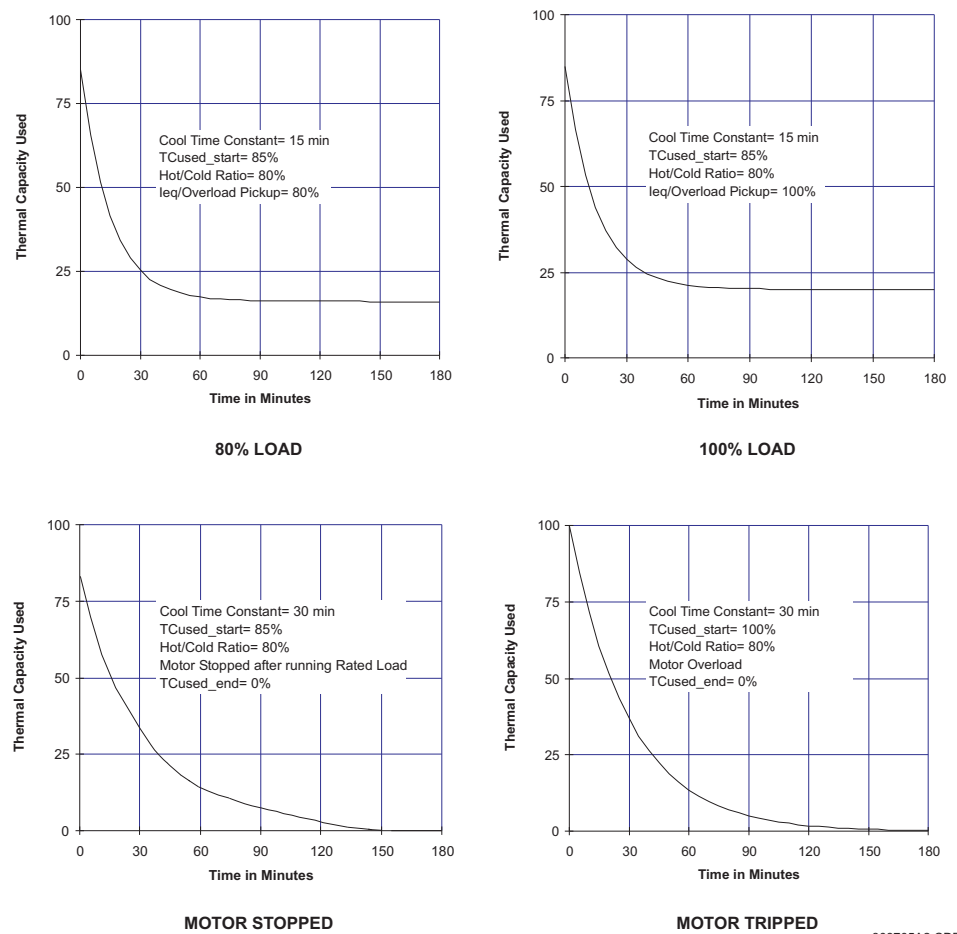 100
75
50
25
0
Thermal Capacity Used
Cool Time Constant= 15 min
TCused_start= 85%
Hot/Cold Ratio= 80%
Ieq/Overload Pickup= 80%
0 30 60 90 120 150 180
Time in Minutes
80% LOAD
100
75
50
25
0
Thermal Capacity Used
Cool Time Constant= 15 min
TCused_start= 85%
Hot/Cold Ratio= 80%
Ieq/Overload Pickup= 100%
0 30 60 90 120 150 180
Time in Minutes
100% LOAD
100
75
50
25
0
Thermal Capacity Used
Cool Time Constant= 30 min
TCused_start= 85%
Hot/Cold Ratio= 80%
Motor Stopped after running Rated Load
TCused_end= 0%
0 30 60 90 120 150 180
Time in Minutes
MOTOR STOPPED
100
75
50
25
0
Thermal Capacity Used
Cool Time Constant= 30 min
TCused_start= 100%
Hot/Cold Ratio= 80%
Motor Overload
TCused_end= 0%
0 30 60 90 120 150 180
Time in Minutes
MOTOR TRIPPED